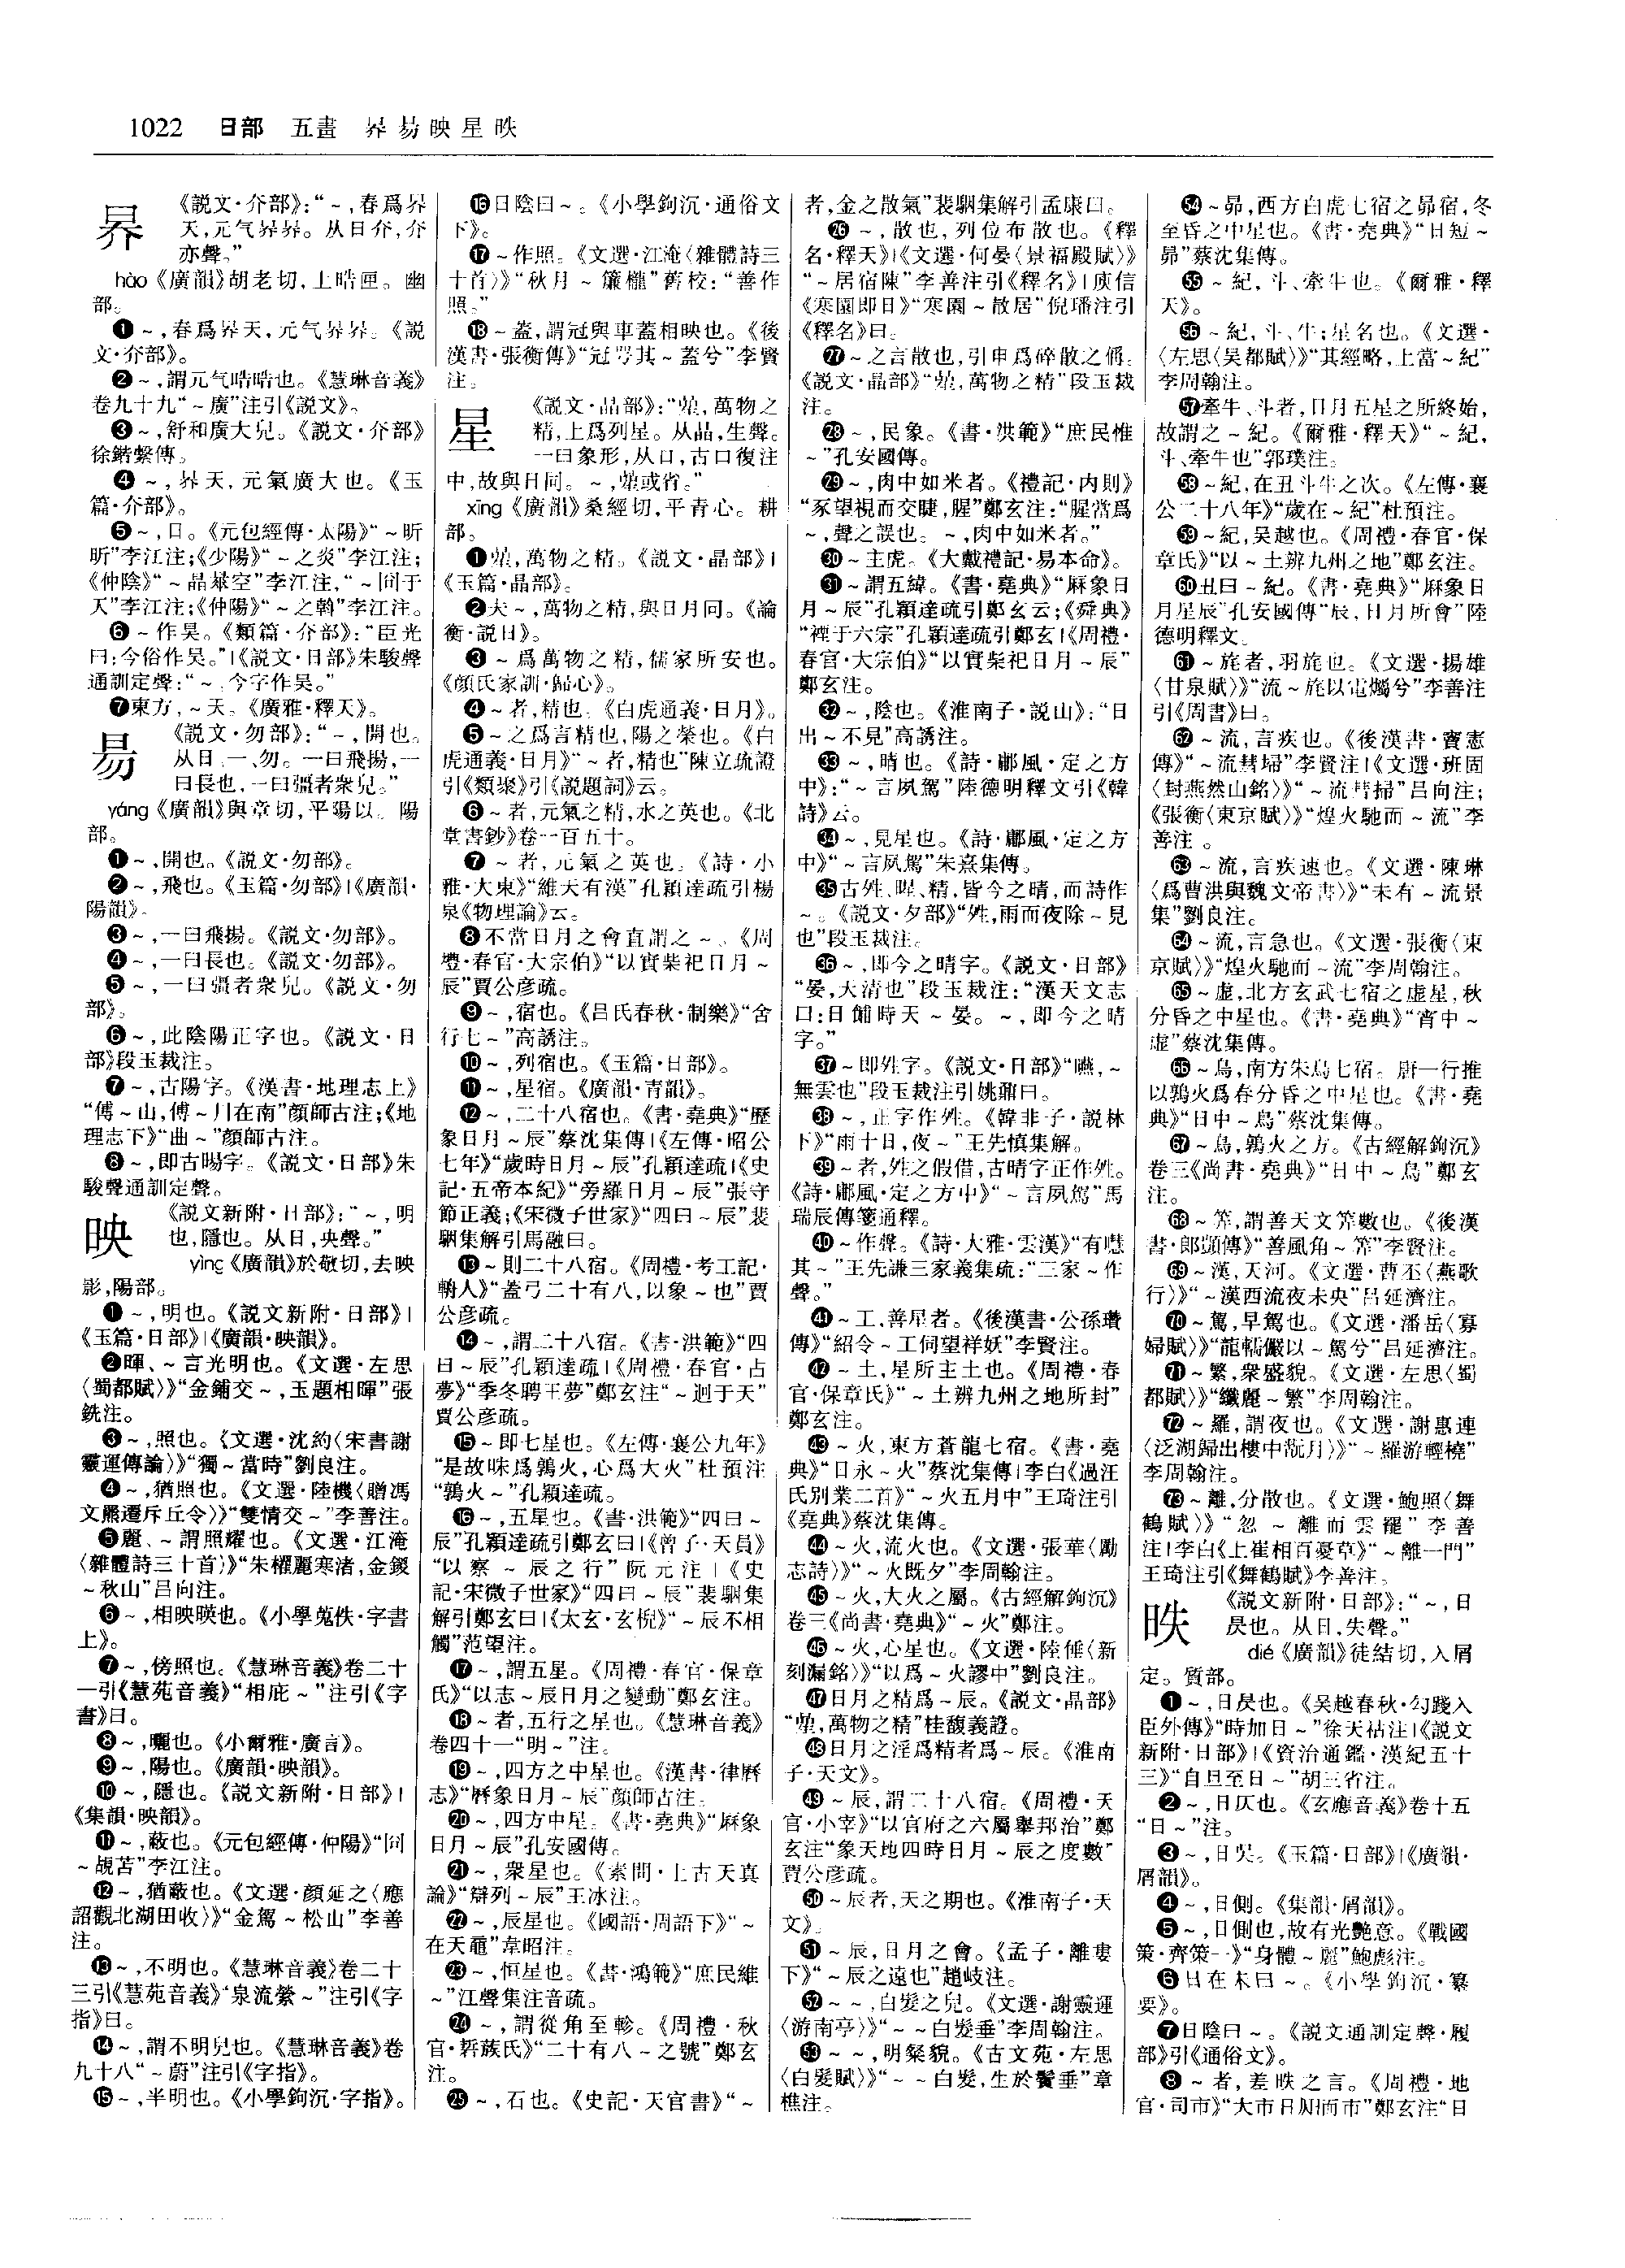 1022 日部 五畫 昦昜映星昳
昦
《説文·夰部》:“~,春爲昦
天,元气昦昦。从日夰,夰
亦聲。”
hào《廣韻》胡老切,上晧匣。幽
部。
❶~,春爲昦天,元气昦昦。《説
文·夰部》。
❷~,謂元气晧晧也。《慧琳音義》
卷九十九“~廣”注引《説文》。
❸~,舒和廣大皃。《説文·夰部》
徐鍇繫傳。
❹~,昦天,元氣廣大也。《玉
篇·夰部》。
❺~,日。《元包經傳·太陽》“~昕
昕”李江注;《少陽》“~之炎”李江注;
《仲陰》“~晶𣊡空”李江注,“~冋于
天”李江注;《仲陽》“~之榦”李江注。
❻~作昊。《類篇·夰部》:“臣光
曰:今俗作昊。”|《説文·日部》朱駿聲
通訓定聲:“~,今字作昊。”
❼東方,~天。《廣雅·釋天》。
昜
《説文·勿部》:“~,開也。
从日一、勿。一曰飛揚,一
曰長也,一曰彊者衆皃。”
yáng《廣韻》與章切,平陽以。陽
部。
❶~,開也。《説文·勿部》。
❷~,飛也。《玉篇·勿部》|《廣韻·
陽韻》。
❸~,一曰飛揚。《説文·勿部》。
❹~,一曰長也。《説文·勿部》。
❺~,一曰彊者衆皃。《説文·勿
部》。
❻~,此陰陽正字也。《説文·日
部》段玉裁注。
❼~,古陽字。《漢書·地理志上》
“傅~山,傅~川在南”顏師古注;《地
理志下》“曲~”顏師古注。
❽~,即古暘字。《説文·日部》朱
駿聲通訓定聲。
映
《説文新附·日部》:“~,明
也,隱也。从日,央聲。”
yìng《廣韻》於敬切,去映
影,陽部。
❶~,明也。《説文新附·日部》|
《玉篇·日部》|《廣韻·映韻》。
❷暉、~言光明也。《文選·左思
〈蜀都賦〉》“金鋪交~,玉題相暉”張
銑注。
❸~,照也。《文選·沈約〈宋書謝
靈運傳論〉》“獨~當時”劉良注。
❹~,猶照也。《文選·陸機〈贈馮
文羆遷斥丘令〉》“雙情交~”李善注。
❺麗、~謂照耀也。《文選·江淹
〈雜體詩三十首〉》“朱櫂麗寒渚,金鍐
~秋山”吕向注。
❻~,相映暎也。《小學蒐佚·字書
上》。
❼~,傍照也。《慧琳音義》卷二十
一引《慧苑音義》“相庇~”注引《字
書》曰。
❽~,曬也。《小爾雅·廣言》。
❾~,陽也。《廣韻·映韻》。
❿~,隱也。《説文新附·日部》|
《集韻·映韻》。
⓫~,蔽也。《元包經傳·仲陽》“冋
~覘苫”李江注。
⓬~,猶蔽也。《文選·顏延之〈應
詔觀北湖田收〉》“金駕~松山”李善
注。
⓭~,不明也。《慧琳音義》卷二十
三引《慧苑音義》“泉流縈~”注引《字
指》曰。
⓮~,謂不明皃也。《慧琳音義》卷
九十八“~蔚”注引《字指》。
⓯~,半明也。《小學鉤沉·字指》。
⓰日陰曰~。《小學鉤沉·通俗文
下》。
⓱~作照。《文選·江淹〈雜體詩三
十首〉》“秋月~簾櫳”舊校:“善作
照。”
⓲~蓋,謂冠與車蓋相映也。《後
漢書·張衡傳》“冠𠱥其~蓋兮”李賢
注。
星
《説文·晶部》:“曐,萬物之
精,上爲列星。从晶,生聲。
一曰象形,从口,古口復注
中,故與日同。~,曐或省。”
xīng《廣韻》桑經切,平青心。耕
部。
❶曐,萬物之精。《説文·晶部》|
《玉篇·晶部》。
❷夫~,萬物之精,與日月同。《論
衡·説日》。
❸~爲萬物之精,儒家所安也。
《顏氏家訓·歸心》。
❹~者,精也。《白虎通義·日月》。
❺~之爲言精也,陽之榮也。《白
虎通義·日月》“~者,精也”陳立疏證
引《類聚》引《説題詞》云。
❻~者,元氣之精,水之英也。《北
堂書鈔》卷一百五十。
❼~者,元氣之英也。《詩·小
雅·大東》“維天有漢”孔穎達疏引楊
泉《物理論》云。
❽不當日月之會直謂之~。《周
禮·春官·大宗伯》“以實柴祀日月~
辰”賈公彦疏。
❾~,宿也。《吕氏春秋·制樂》“舍
行七~”高誘注。
❿~,列宿也。《玉篇·日部》。
⓫~,星宿。《廣韻·青韻》。
⓬~,二十八宿也。《書·堯典》“歷
象日月~辰”蔡沈集傳|《左傳·昭公
七年》“歲時日月~辰”孔穎達疏|《史
記·五帝本紀》“旁羅日月~辰”張守
節正義;《宋微子世家》“四曰~辰”裴
駰集解引馬融曰。
⓭~則二十八宿。《周禮·考工記·
輈人》“蓋弓二十有八,以象~也”賈
公彦疏。
⓮~,謂二十八宿。《書·洪範》“四
曰~辰”孔穎達疏|《周禮·春官·占
夢》“季冬聘王夢”鄭玄注“~迴于天”
賈公彦疏。
⓯~即七星也。《左傳·襄公九年》
“是故咮爲鶉火,心爲大火”杜預注
“鶉火~”孔穎達疏。
⓰~,五星也。《書·洪範》“四曰~
辰”孔穎達疏引鄭玄曰|《曾子·天員》
“以察~辰之行”阮元注|《史
記·宋微子世家》“四曰~辰”裴駰集
解引鄭玄曰|《太玄·玄掜》“~辰不相
觸”范望注。
⓱~,謂五星。《周禮·春官·保章
氏》“以志~辰日月之變動”鄭玄注。
⓲~者,五行之星也。《慧琳音義》
卷四十一“明~”注。
⓳~,四方之中星也。《漢書·律曆
志》“曆象日月~辰”顏師古注。
⓴~,四方中星。《書·堯典》“厤象
日月~辰”孔安國傳。
㉑~,衆星也。《素問·上古天真
論》“辯列~辰”王冰注。
㉒~,辰星也。《國語·周語下》“~
在天黿”韋昭注。
㉓~,恒星也。《書·鴻範》“庶民維
~”江聲集注音疏。
㉔~,謂從角至軫。《周禮·秋
官·硩蔟氏》“二十有八~之號”鄭玄
注。
㉕~,石也。《史記·天官書》“~
者,金之散氣”裴駰集解引孟康曰。
㉖~,散也,列位布散也。《釋
名·釋天》|《文選·何晏〈景福殿賦〉》
“~居宿陳”李善注引《釋名》|庾信
《寒園即目》“寒園~散居”倪璠注引
《釋名》曰。
㉗~之言散也,引申爲碎散之偁。
《説文·晶部》“曐,萬物之精”段玉裁
注。
㉘~,民象。《書·洪範》“庶民惟
~”孔安國傳。
㉙~,肉中如米者。《禮記·内則》
“豕望視而交睫,腥”鄭玄注:“腥當爲
~,聲之誤也。~,肉中如米者。”
㉚~主虎。《大戴禮記·易本命》。
㉛~謂五緯。《書·堯典》“厤象日
月~辰”孔穎達疏引鄭玄云;《舜典》
“禋于六宗”孔穎達疏引鄭玄|《周禮·
春官·大宗伯》“以實柴祀日月~辰”
鄭玄注。
㉜~,陰也。《淮南子·説山》:“日
出~不見”高誘注。
㉝~,晴也。《詩·鄘風·定之方
中》:“~言夙駕”陸德明釋文引《韓
詩》云。
㉞~,見星也。《詩·鄘風·定之方
中》“~言夙駕”朱熹集傳。
㉟古夝、暒、精,皆今之晴,而詩作
~。《説文·夕部》“夝,雨而夜除~見
也”段玉裁注。
㊱~,即今之晴字。《説文·日部》
“晏,天清也”段玉裁注:“漢天文志
曰:日餔時天~晏。~,即今之晴
字。”
㊲~即夝字。《説文·日部》“㬫,~
無雲也”段玉裁注引姚鼐曰。
㊳~,正字作夝。《韓非子·説林
下》“雨十日,夜~”王先慎集解。
㊴~者,夝之假借,古晴字正作夝。
《詩·鄘風·定之方中》“~言夙駕”馬
瑞辰傳箋通釋。
㊵~作聲。《詩·大雅·雲漢》“有嘒
其~”王先謙三家義集疏:“三家~作
聲。”
㊶~工,善星者。《後漢書·公孫瓚
傳》“紹令~工伺望祥妖”李賢注。
㊷~土,星所主土也。《周禮·春
官·保章氏》“~土辨九州之地所封”
鄭玄注。
㊸~火,東方蒼龍七宿。《書·堯
典》“日永~火”蔡沈集傳|李白《過汪
氏別業二首》“~火五月中”王琦注引
《堯典》蔡沈集傳。
㊹~火,流火也。《文選·張華〈勵
志詩〉》“~火既夕”李周翰注。
㊺~火,大火之屬。《古經解鉤沉》
卷三《尚書·堯典》“~火”鄭注。
㊻~火,心星也。《文選·陸倕〈新
刻漏銘〉》“以爲~火謬中”劉良注。
㊼日月之精爲~辰。《説文·晶部》
“曐,萬物之精”桂馥義證。
㊽日月之淫爲精者爲~辰。《淮南
子·天文》。
㊾~辰,謂二十八宿。《周禮·天
官·小宰》“以官府之六屬舉邦治”鄭
玄注“象天地四時日月~辰之度數”
賈公彦疏。
㊿~辰者,天之期也。《淮南子·天
文》。
51~辰,日月之會。《孟子·離婁
下》“~辰之遠也”趙岐注。
52~~,白髮之皃。《文選·謝靈運
〈游南亭〉》“~~白髮垂”李周翰注。
53~~,明粲貌。《古文苑·左思
〈白髮賦〉》“~~白髮,生於鬢垂”章
樵注。
54~昴,西方白虎七宿之昴宿,冬
至昏之中星也。《書·堯典》“日短~
昴”蔡沈集傳。
55~紀,斗、牽牛也。《爾雅·釋
天》。
56~紀,斗、牛;星名也。《文選·
〈左思〈吴都賦〉》“其經略,上當~紀”
李周翰注。
57牽牛、斗者,日月五星之所終始,
故謂之~紀。《爾雅·釋天》“~紀,
斗、牽牛也”郭璞注。
58~紀,在丑斗牛之次。《左傳·襄
公二十八年》“歲在~紀”杜預注。
59~紀,吴越也。《周禮·春官·保
章氏》“以~土辨九州之地”鄭玄注。
60丑曰~紀。《書·堯典》“厤象日
月星辰”孔安國傳“辰,日月所會”陸
德明釋文。
61~旄者,羽旄也。《文選·揚雄
〈甘泉賦〉》“流~旄以電爥兮”李善注
引《周書》曰。
62~流,言疾也。《後漢書·竇憲
傳》“~流彗埽”李賢注|《文選·班固
〈封燕然山銘〉》“~流彗掃”吕向注;
《張衡〈東京賦〉》“煌火馳而~流”李
善注。
63~流,言疾速也。《文選·陳琳
〈爲曹洪與魏文帝書〉》“未有~流景
集”劉良注。
64~流,言急也。《文選·張衡〈東
京賦〉》“煌火馳而~流”李周翰注。
65~虚,北方玄武七宿之虚星,秋
分昏之中星也。《書·堯典》“宵中~
虚”蔡沈集傳。
66~鳥,南方朱鳥七宿。唐一行推
以鶉火爲春分昏之中星也。《書·堯
典》“日中~鳥”蔡沈集傳。
67~鳥,鶉火之方。《古經解鉤沉》
卷三《尚書·堯典》“日中~鳥”鄭玄
注。
68~筭,謂善天文筭數也。《後漢
書·郎顗傳》“善風角~筭”李賢注。
69~漢,天河。《文選·曹丕〈燕歌
行〉》“~漢西流夜未央”吕延濟注。
70~駕,早駕也。《文選·潘岳〈寡
婦賦〉》“龍轜儼以~駕兮”吕延濟注。
71~繁,衆盛貌。《文選·左思〈蜀
都賦〉》“纖麗~繁”李周翰注。
72~羅,謂夜也。《文選·謝惠連
〈泛湖歸出樓中翫月〉》“~羅游輕橈”
李周翰注。
73~離,分散也。《文選·鮑照〈舞
鶴賦〉》“忽~離而雲罷”李善
注|李白《上崔相百憂草》“~離一門”
王琦注引《舞鶴賦》李善注。
昳
《説文新附·日部》:“~,日
昃也。从日,失聲。”
dié《廣韻》徒結切,入屑
定。質部。
❶~,日昃也。《吴越春秋·勾踐入
臣外傳》“時加日~”徐天祜注|《説文
新附·日部》|《資治通鑑·漢紀五十
三》“自旦至日~”胡三省注。
❷~,日仄也。《玄應音義》卷十五
“日~”注。
❸~,日昃。《玉篇·日部》|《廣韻·
屑韻》。
❹~,日側。《集韻·屑韻》。
❺~,日側也,故有光艷意。《戰國
策·齊策一》“身體~麗”鮑彪注。
❻日在未曰~。《小學鉤沉·纂
要》。
❼日陰曰~。《説文通訓定聲·履
部》引《通俗文》。
❽~者,差昳之言。《周禮·地
官·司市》“大市日昃而市”鄭玄注“日